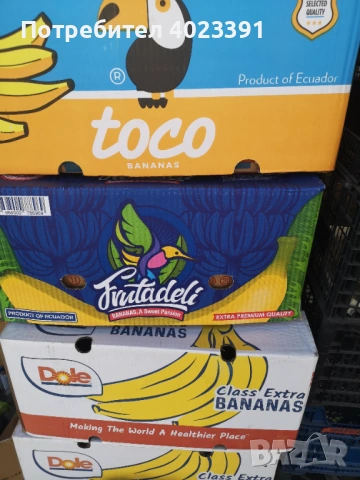 Потребител 4023391
SELECTED
QUALITY
®
Product of Ecuador
toco
BANANAS
Frutadeli
BANANAS, A Sweet Passion
PRODUCT OF ECUADOR
EXTRA PREMIUM QUALITY
BANANAS
Dole
Class Extra
BANANAS
Making The World A Healthier Place
Dole
Class Extra
BAZAR